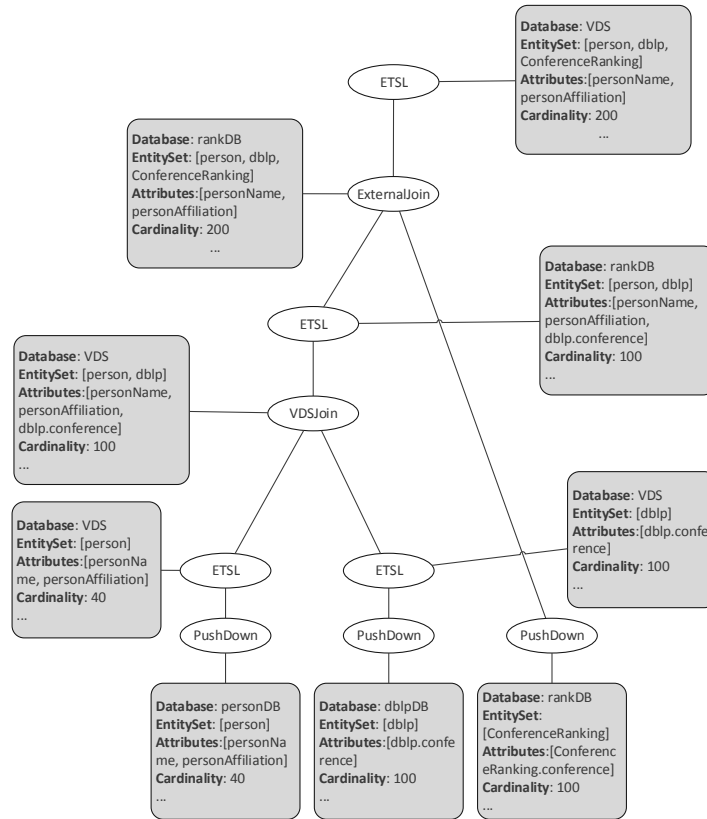 Database: VDS
EntitySet: [person, dblp,
ConferenceRanking]
Attributes:[personName,
personAffiliation]
Cardinality: 200
...
ETSL
Database: rankDB
EntitySet: [person, dblp,
ConferenceRanking]
Attributes:[personName,
personAffiliation]
Cardinality: 200
...
ExternalJoin
Database: rankDB
EntitySet: [person, dblp]
Attributes:[personName,
personAffiliation,
dblp.conference]
Cardinality: 100
...
ETSL
Database: VDS
EntitySet: [person, dblp]
Attributes:[personName,
personAffiliation,
dblp.conference]
Cardinality: 100
...
VDSJoin
Database: VDS
EntitySet: [dblp]
Attributes:[dblp.confe
rence]
Cardinality: 100
...
Database: VDS
EntitySet: [person]
Attributes:[personNa
me, personAffiliation]
Cardinality: 40
...
ETSL
ETSL
PushDown
PushDown
PushDown
Database: personDB
EntitySet: [person]
Attributes:[personNa
me, personAffiliation]
Cardinality: 40
...
Database: dblpDB
EntitySet: [dblp]
Attributes:[dblp.confe
rence]
Cardinality: 100
...
Database: rankDB
EntitySet:
[ConferenceRanking]
Attributes:[Conferenc
eRanking.conference]
Cardinality: 100
...